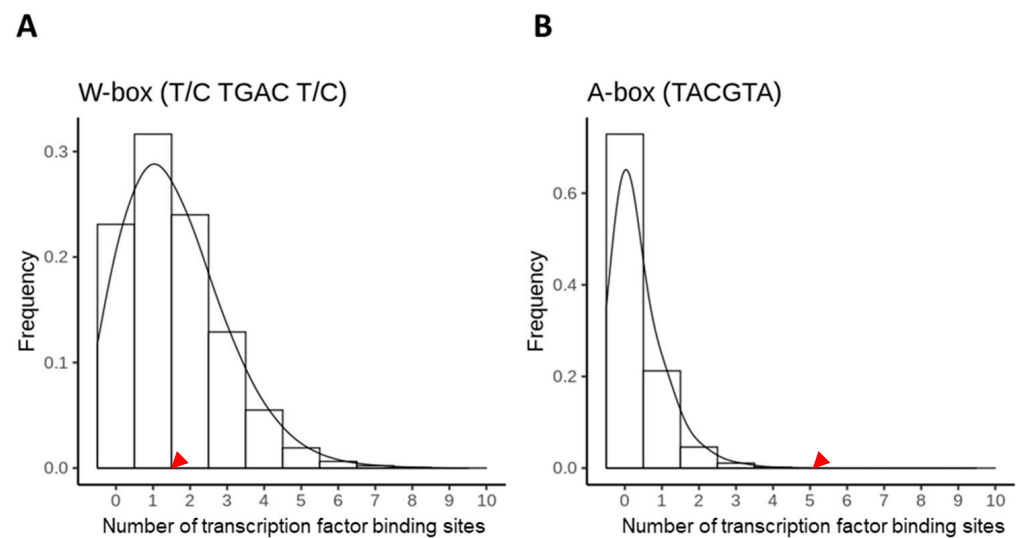 A
B
W-box (T/C TGAC T/C)
A-box (TACGTA)
Frequency
0.3
0.2
0.1
0.0
0 1 2 3 4 5 6 7 8 9 10
Number of transcription factor binding sites
Frequency
0.6
0.4
0.2
0.0
0 1 2 3 4 5 6 7 8 9 10
Number of transcription factor binding sites